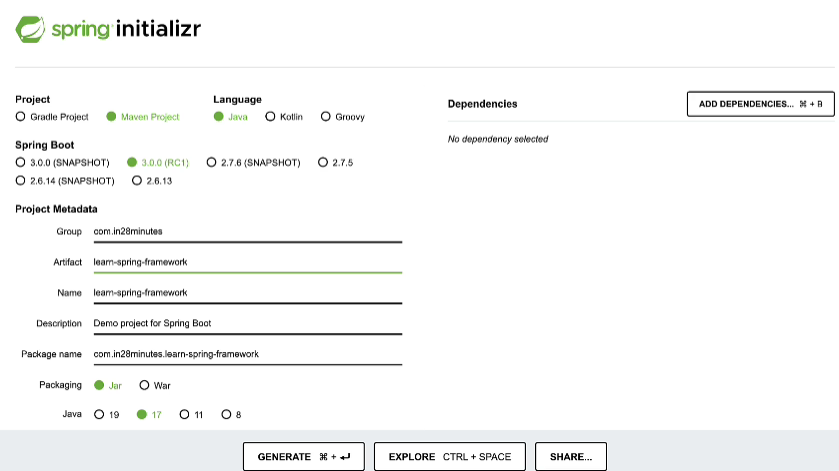 spring initializr
Project
Gradle Project Maven Project
Language
Java Kotlin Groovy
Spring Boot
3.0.0 (SNAPSHOT) 3.0.0 (RC1) 2.7.6 (SNAPSHOT) 2.7.5
2.6.14 (SNAPSHOT) 2.6.13
Project Metadata
Group com.in28minutes
Artifact learn-spring-framework
Name learn-spring-framework
Description Demo project for Spring Boot
Package name com.in28minutes.learn-spring-framework
Packaging Jar War
Java 19 17 11 8
Dependencies
ADD DEPENDENCIES... ⌘ + B
No dependency selected
GENERATE ⌘ + ↵
EXPLORE CTRL + SPACE
SHARE...